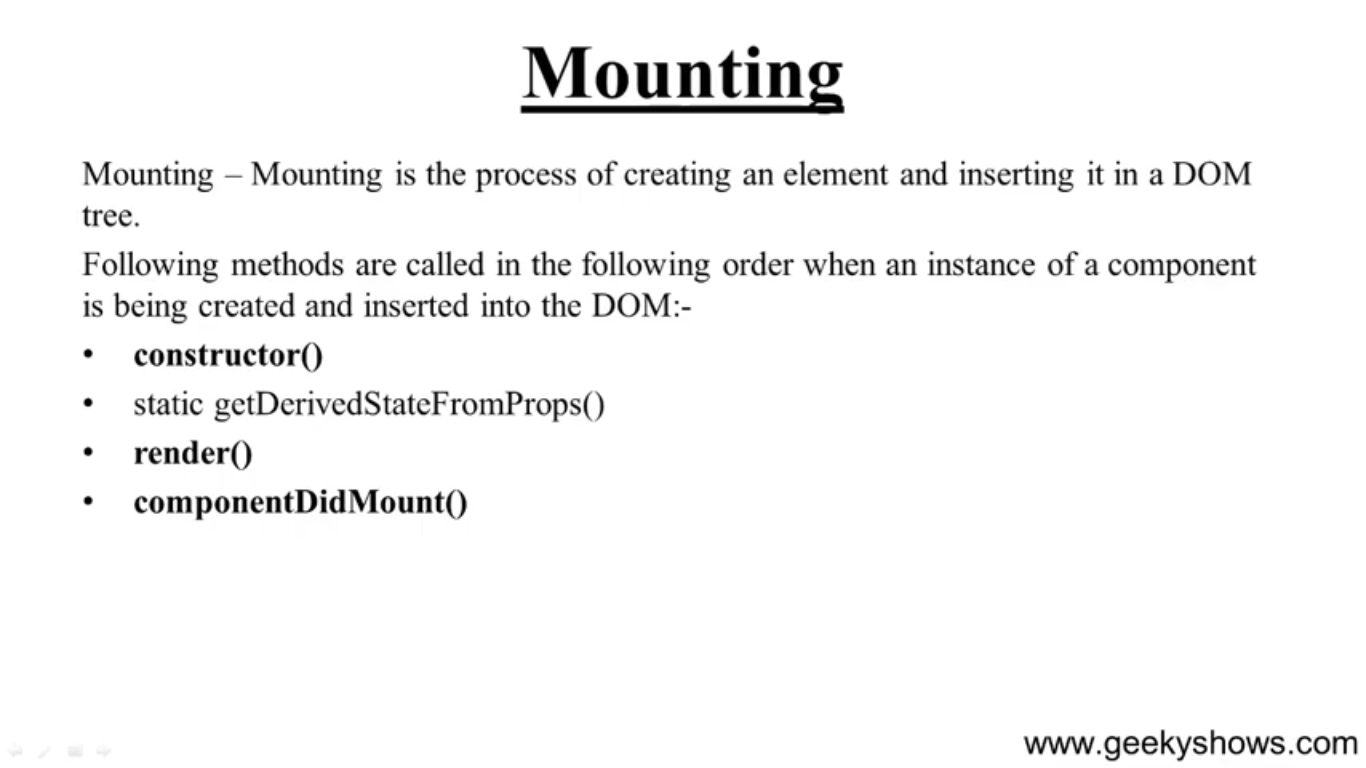 Mounting
Mounting – Mounting is the process of creating an element and inserting it in a DOM
tree.
Following methods are called in the following order when an instance of a component
is being created and inserted into the DOM:-
• constructor()
• static getDerivedStateFromProps()
• render()
• componentDidMount()
www.geekyshows.com